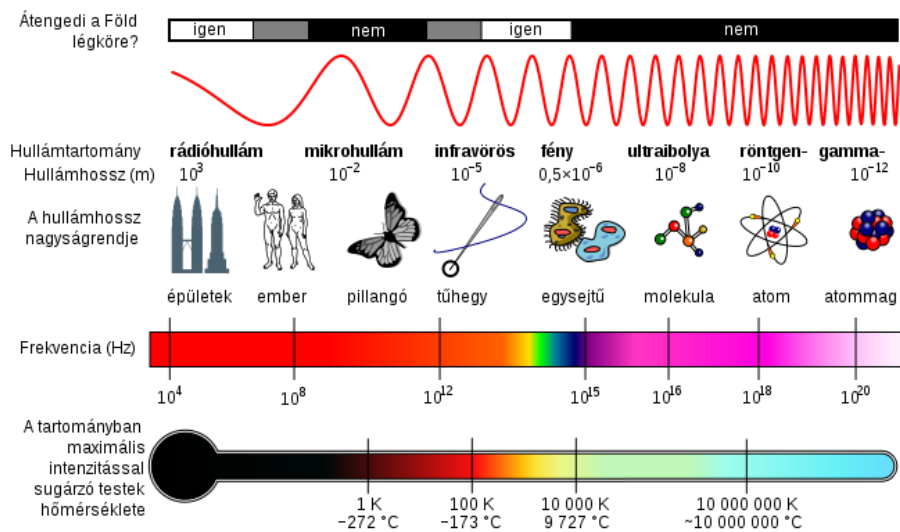 Átengedi a Föld
légköre?
igen nem igen nem
Hullámtartomány rádióhullám mikrohullám infravörös fény ultraibolya röntgen- gamma-
Hullámhossz (m) 10³ 10⁻² 10⁻⁵ 0,5×10⁻⁶ 10⁻⁸ 10⁻¹⁰ 10⁻¹²
A hullámhossz
nagyságrendje
épületek ember pillangó tűhegy egysejtű molekula atom atommag
Frekvencia (Hz)
10⁴ 10⁸ 10¹² 10¹⁵ 10¹⁶ 10¹⁸ 10²⁰
A tartományban
maximális
intenzitással
sugárzó testek
hőmérséklete
1 K 100 K 10 000 K 10 000 000 K
−272 °C −173 °C 9 727 °C ~10 000 000 °C